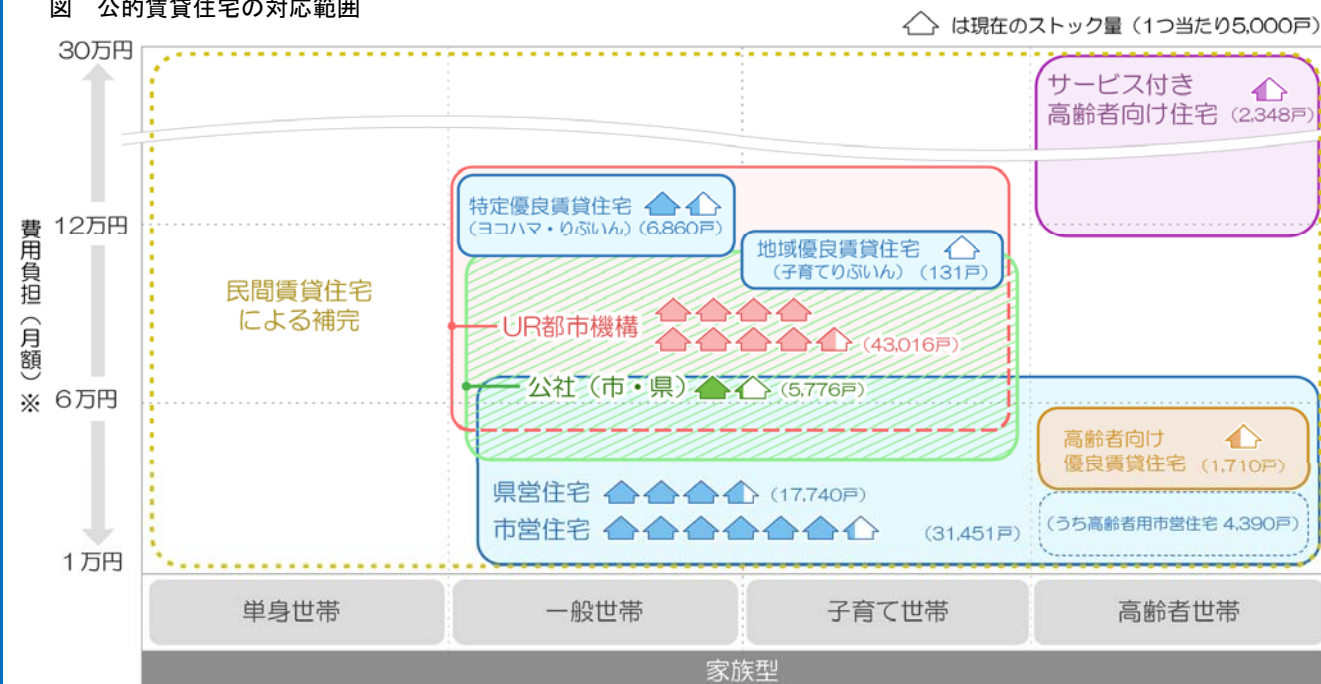 図 公的賃貸住宅の対応範囲
は現在のストック量（1つ当たり5,000戸）
30万円
サービス付き
高齢者向け住宅（2,348戸）
特定優良賃貸住宅
（ヨコハマ・りぶいん）（6,860戸）
12万円
地域優良賃貸住宅
（子育てりぶいん）（131戸）
費用負担（月額）※
民間賃貸住宅
による補完
UR都市機構
（43,016戸）
公社（市・県）（5,776戸）
6万円
高齢者向け
優良賃貸住宅（1,710戸）
県営住宅（17,740戸）
市営住宅（31,451戸）
（うち高齢者用市営住宅 4,390戸）
1万円
単身世帯
一般世帯
子育て世帯
高齢者世帯
家族型